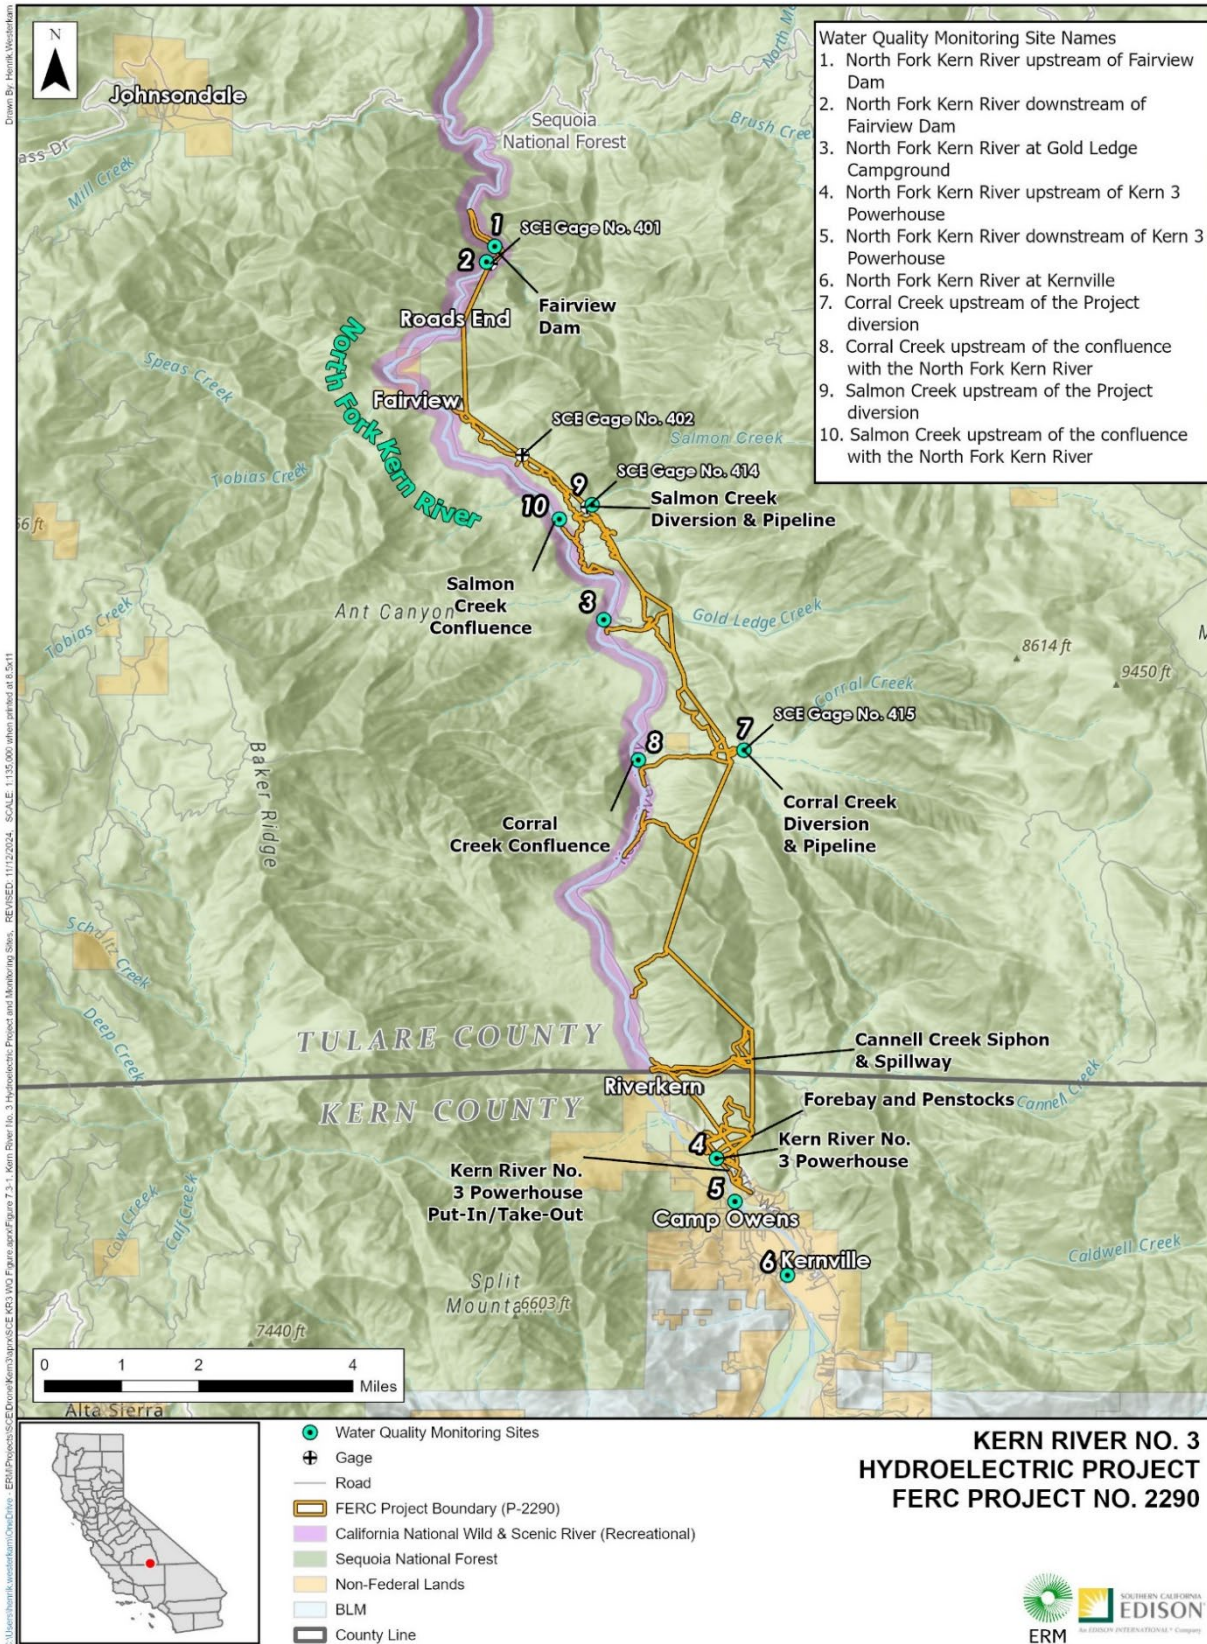 Drawn By: Henrik.Westerkam
N
Johnsondale
ass Dr
Mill Creek
Sequoia
National Forest
Brush Cree
Water Quality Monitoring Site Names
1. North Fork Kern River upstream of Fairview
Dam
2. North Fork Kern River downstream of
Fairview Dam
3. North Fork Kern River at Gold Ledge
Campground
4. North Fork Kern River upstream of Kern 3
Powerhouse
5. North Fork Kern River downstream of Kern 3
Powerhouse
6. North Fork Kern River at Kernville
7. Corral Creek upstream of the Project
diversion
8. Corral Creek upstream of the confluence
with the North Fork Kern River
9. Salmon Creek upstream of the Project
diversion
10. Salmon Creek upstream of the confluence
with the North Fork Kern River
1
SCE Gage No. 401
2
Fairview
Dam
Roads End
North Fork Kern River
Speas Creek
Fairview
SCE Gage No. 402
Salmon Creek
Tobias Creek
SCE Gage No. 414
9
Salmon Creek
Diversion & Pipeline
10
Salmon
Creek
Confluence
Ant Canyon
3
Gold Ledge Creek
Tobias Creek
8614 ft
9450 ft
Corral Creek
SCE Gage No. 415
7
8
Baker Ridge
Corral Creek
Diversion
& Pipeline
Corral
Creek Confluence
Schultz Creek
Deep Creek
TULARE COUNTY
Cannell Creek Siphon
& Spillway
Riverkern
KERN COUNTY
Forebay and Penstocks
Cannell Creek
4
Kern River No.
3 Powerhouse
Kern River No.
3 Powerhouse
Put-In/Take-Out
5
Camp Owens
Cow Creek
Calf Creek
6
Kernville
Caldwell Creek
Split
Mountain
6603 ft
7440 ft
0 1 2 4
Miles
Alta Sierra
Water Quality Monitoring Sites
Gage
Road
FERC Project Boundary (P-2290)
California National Wild & Scenic River (Recreational)
Sequoia National Forest
Non-Federal Lands
BLM
County Line
KERN RIVER NO. 3
HYDROELECTRIC PROJECT
FERC PROJECT NO. 2290
ERM
SOUTHERN CALIFORNIA
EDISON
An EDISON INTERNATIONAL® Company